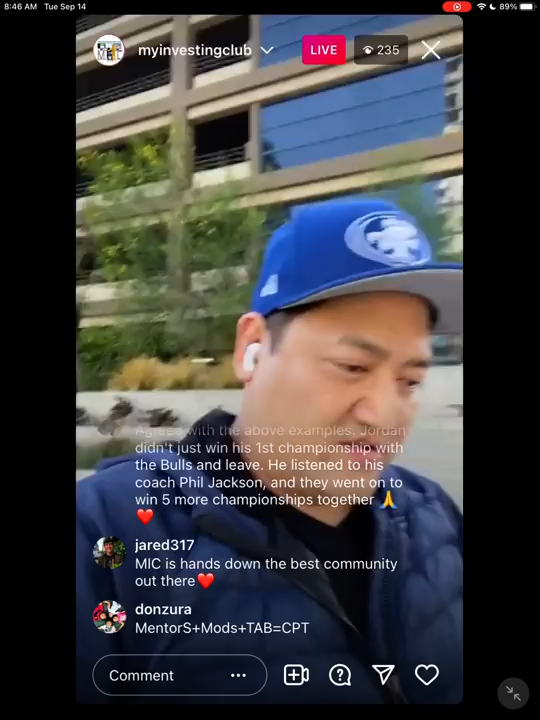 8:46 AM Tue Sep 14
89%
myinvestingclub
LIVE
235
Agreed with the above examples. Jordan
didn't just win his 1st championship with
the Bulls and leave. He listened to his
coach Phil Jackson, and they went on to
win 5 more championships together 🙏
❤️
jared317
MIC is hands down the best community
out there❤️
donzura
MentorS+Mods+TAB=CPT
Comment